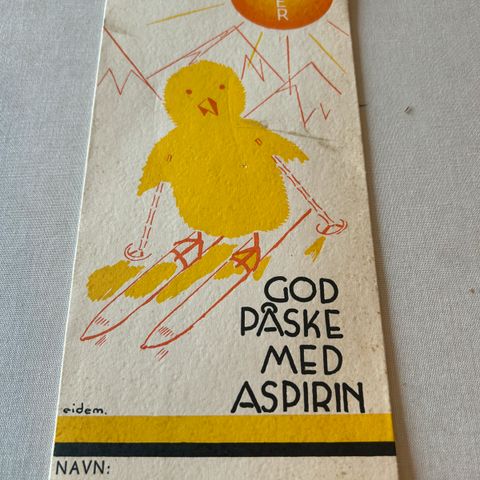 ER
GOD
PÅSKE
MED
ASPIRIN
eidem.
NAVN: